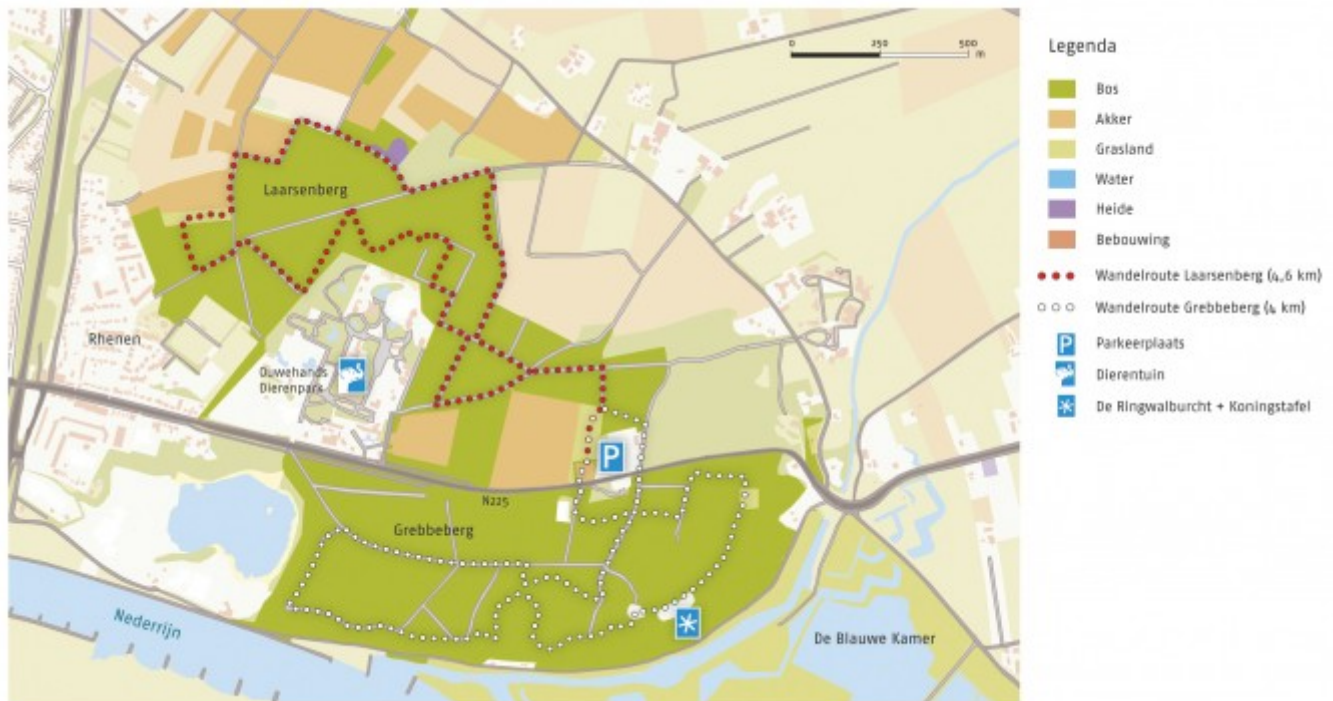 0 250 500
m
Laarsenberg
Rhenen
Ouwehands
Dierenpark
P
N225
Grebbeberg
Nederrijn
De Blauwe Kamer
Legenda
Bos
Akker
Grasland
Water
Heide
Bebouwing
Wandelroute Laarsenberg (4,6 km)
Wandelroute Grebbeberg (4 km)
P Parkeerplaats
Dierentuin
De Ringwalburcht + Koningstafel